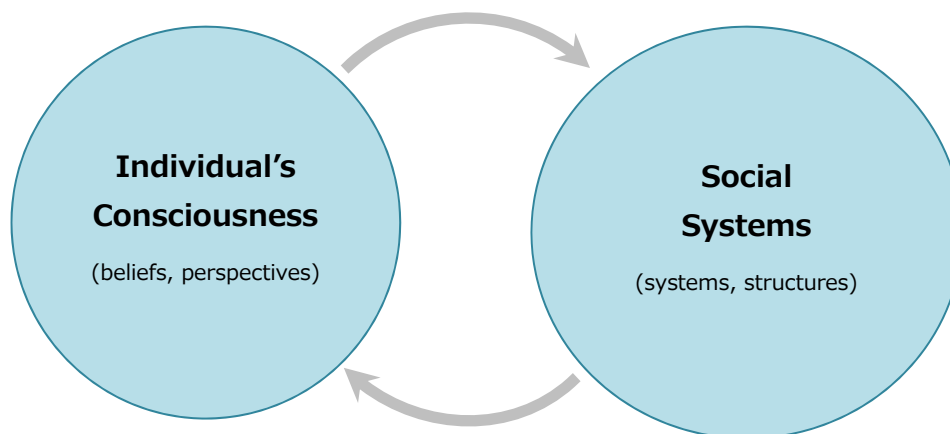 Individual’s
Consciousness
(beliefs, perspectives)
Social
Systems
(systems, structures)